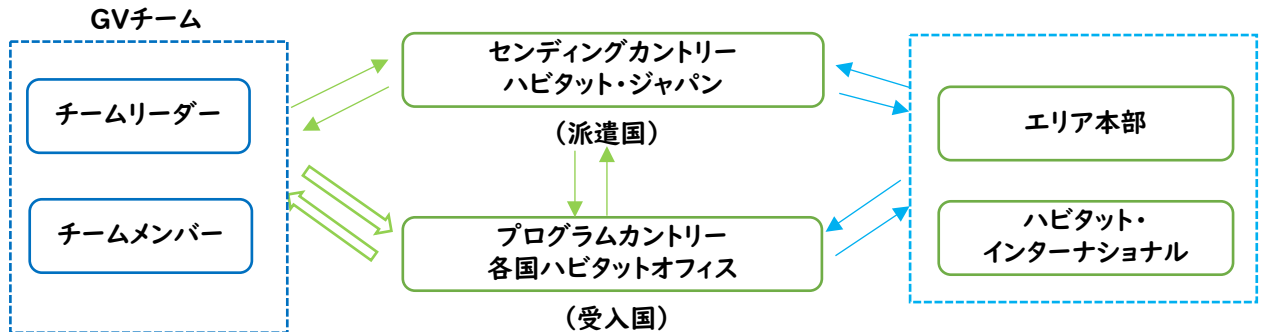 GVチーム
チームリーダー
チームメンバー
センディングカントリー
ハビタット・ジャパン
(派遣国)
プログラムカントリー
各国ハビタットオフィス
(受入国)
エリア本部
ハビタット・
インターナショナル